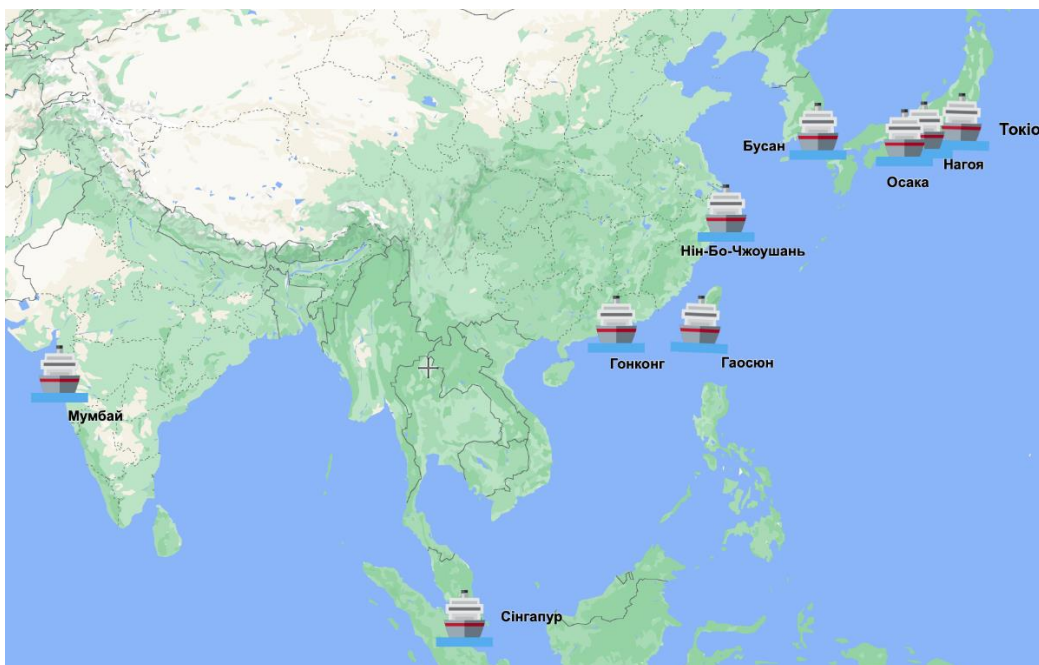 Токіо
Бусан
Нагоя
Осака
Нін-Бо-Чжоушань
Гонконг
Гаосюн
Мумбай
Сінгапур